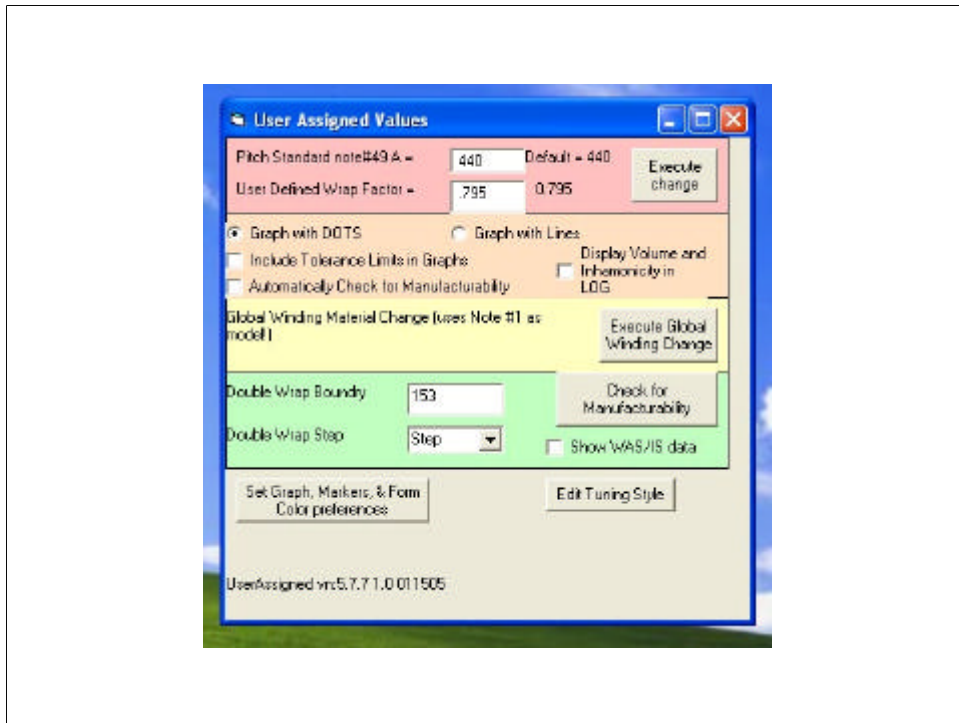 User Assigned Values
Pitch Standard note#49 A =
440
Default = 440
Execute
change
User Defined Wrap Factor =
.795
0.795
Graph with DOTS
Graph with Lines
Include Tolerance Limits in Graphs
Display Volume and
Inharmonicity in
LOG
Automatically Check for Manufacturability
Global Winding Material Change (uses Note #1 as
model)
Execute Global
Winding Change
Double Wrap Boundry
153
Check for
Manufacturability
Double Wrap Step
Step
Show WAS/IS data
Set Graph, Markers, & Form
Color preferences
Edit Tuning Style
UserAssigned vn:5.7.7 1.0 011505